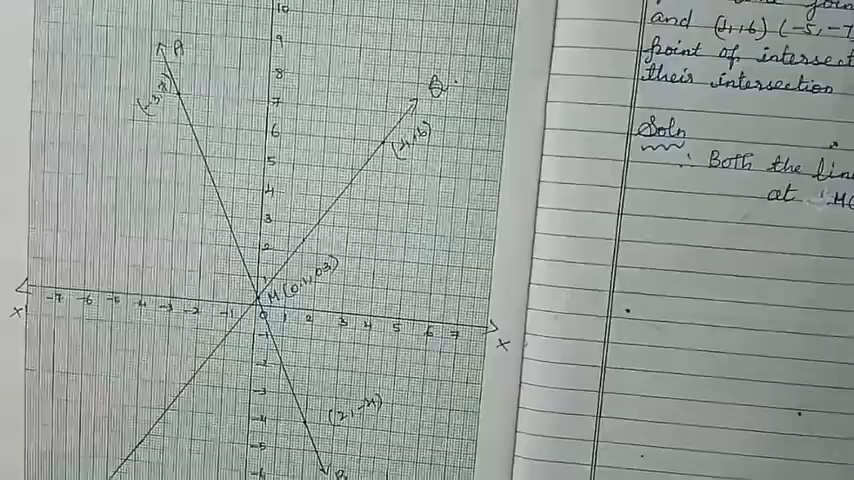 10
9
A
8
(-3,
7
Q
6
(4,6)
5
4
3
2
1
M (0.1, 0.3)
X'
-7 -6 -5 -4 -3 -2 -1 0 1 2 3 4 5 6 7
X
-1
-2
-3
-4
(2,-4)
-5
-6
and (4,6) (-5,-7
point of intersect
their intersection
Soln
∴ Both the lin
at M(